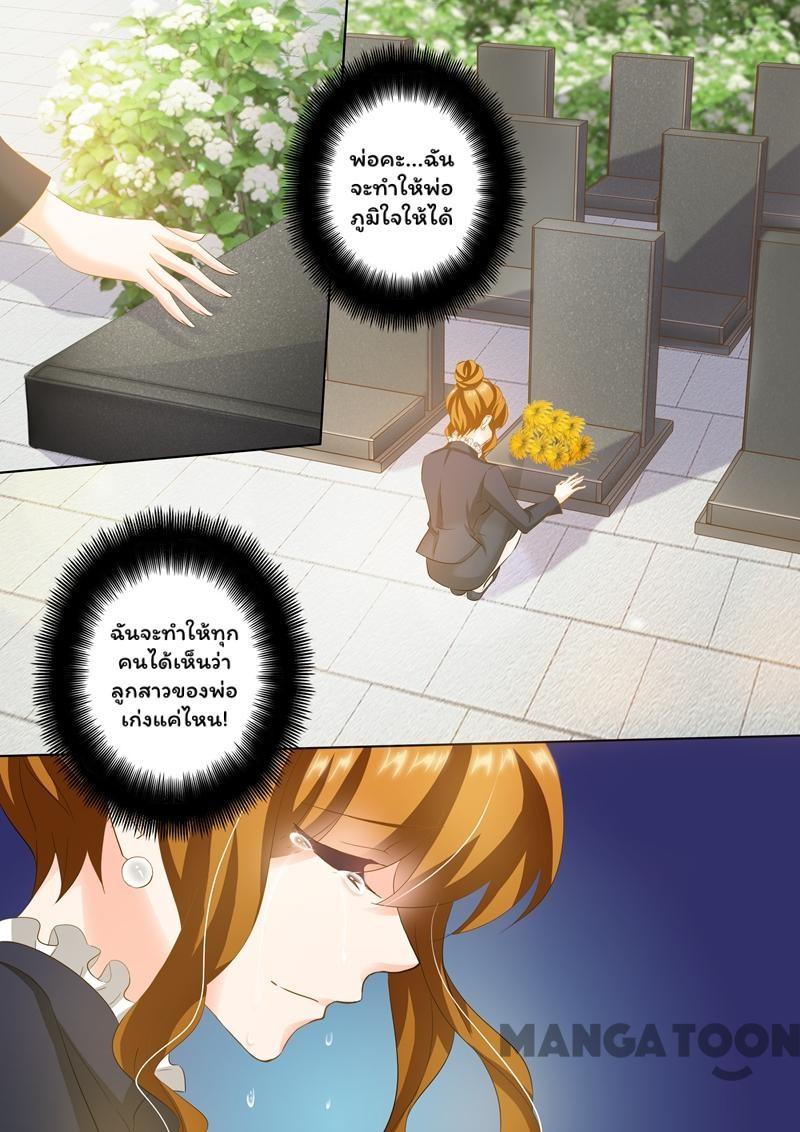 พ่อคะ...ฉัน
จะทำให้พ่อ
ภูมิใจให้ได้
ฉันจะทำให้ทุก
คนได้เห็นว่า
ลูกสาวของพ่อ
เก่งแค่ไหน!
MANGATOON